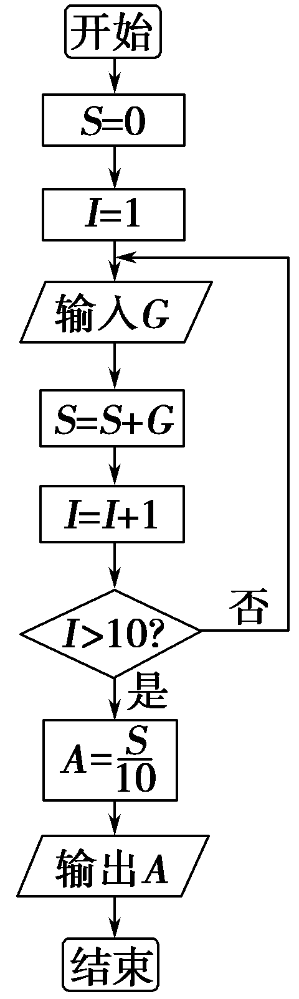 开始
S=0
I=1
输入G
S=S+G
I=I+1
I>10?
否
是
A=S/10
输出A
结束